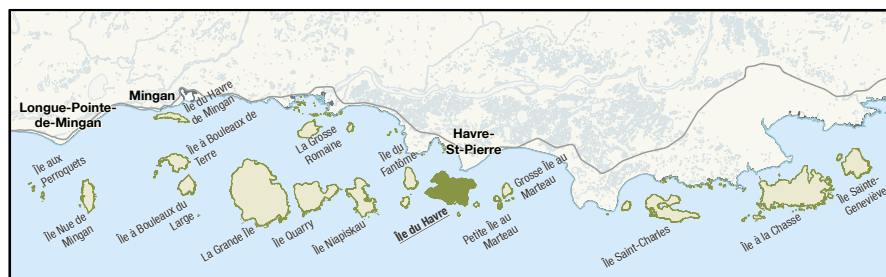 Longue-Pointe-
de-Mingan
Mingan
Île du Havre
de Mingan
Île aux
Perroquets
Île Nue de
Mingan
Île à Bouleaux de
Terre
Île à Bouleaux du
Large
La Grande Île
Île Quarry
La Grosse
Romaine
Île Niapiskau
Île du
Fantôme
Havre-
St-Pierre
Île du Havre
Grosse Île au
Marteau
Petite Île au
Marteau
Île Saint-Charles
Île à la Chasse
Île Sainte-
Geneviève